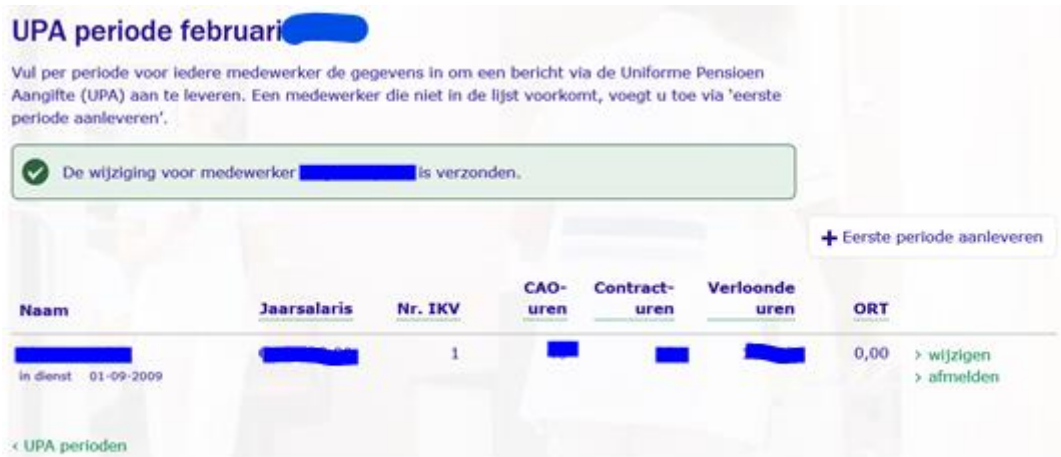 UPA periode februari
Vul per periode voor iedere medewerker de gegevens in om een bericht via de Uniforme Pensioen
Aangifte (UPA) aan te leveren. Een medewerker die niet in de lijst voorkomt, voegt u toe via 'eerste
periode aanleveren'.
De wijziging voor medewerker is verzonden.
+ Eerste periode aanleveren
Naam Jaarsalaris Nr. IKV CAO-uren Contract-uren Verloonde uren ORT
1 0,00 > wijzigen
in dienst 01-09-2009 > afmelden
< UPA perioden